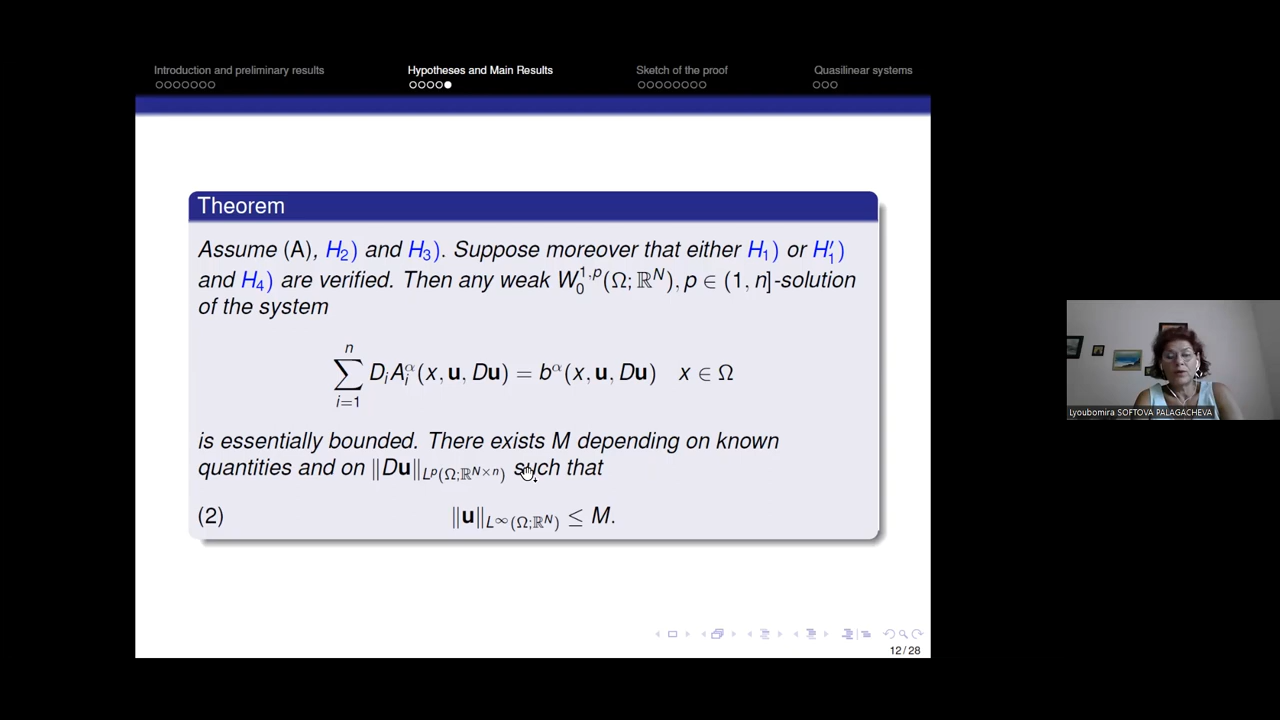 Introduction and preliminary results Hypotheses and Main Results Sketch of the proof Quasilinear systems
Theorem
Assume (A), H₂) and H₃). Suppose moreover that either H₁) or H₁′)
and H₄) are verified. Then any weak W₀^{1,p}(Ω; ℝ^N), p ∈ (1, n]-solution
of the system
∑_{i=1}^{n} D_i A_i^α(x, u, Du) = b^α(x, u, Du) x ∈ Ω
is essentially bounded. There exists M depending on known
quantities and on ‖Du‖_{L^p(Ω;ℝ^{N×n})} such that
(2) ‖u‖_{L^∞(Ω;ℝ^N)} ≤ M.
12 / 28
Lyoubomira SOFTOVA PALAGACHEVA